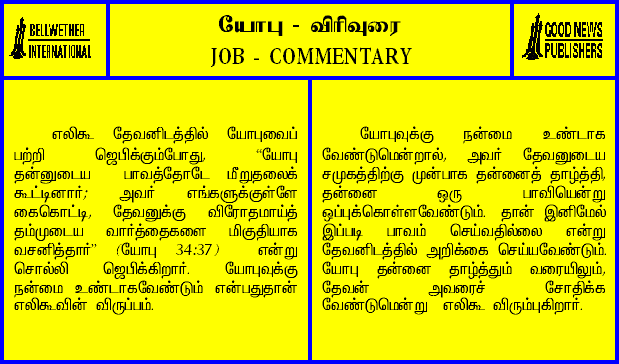 BELLWETHER
INTERNATIONAL
யோபு - விரிவுரை
JOB - COMMENTARY
GOOD NEWS
PUBLISHERS
எலிகூ தேவனிடத்தில் யோபுவைப்
பற்றி ஜெபிக்கும்போது, “யோபு
தன்னுடைய பாவத்தோடே மீறுதலைக்
கூட்டினார்; அவர் எங்களுக்குள்ளே
கைகொட்டி, தேவனுக்கு விரோதமாய்த்
தம்முடைய வார்த்தைகளை மிகுதியாக
வசனித்தார்” (யோபு 34:37) என்று
சொல்லி ஜெபிக்கிறார். யோபுவுக்கு
நன்மை உண்டாகவேண்டும் என்பதுதான்
எலிகூவின் விருப்பம்.
யோபுவுக்கு நன்மை உண்டாக
வேண்டுமென்றால், அவர் தேவனுடைய
சமுகத்திற்கு முன்பாக தன்னைத் தாழ்த்தி,
தன்னை ஒரு பாவியென்று
ஒப்புக்கொள்ளவேண்டும். தான் இனிமேல்
இப்படி பாவம் செய்வதில்லை என்று
தேவனிடத்தில் அறிக்கை செய்யவேண்டும்.
யோபு தன்னை தாழ்த்தும் வரையிலும்,
தேவன் அவரைச் சோதிக்க
வேண்டுமென்று எலிகூ விரும்புகிறார்.